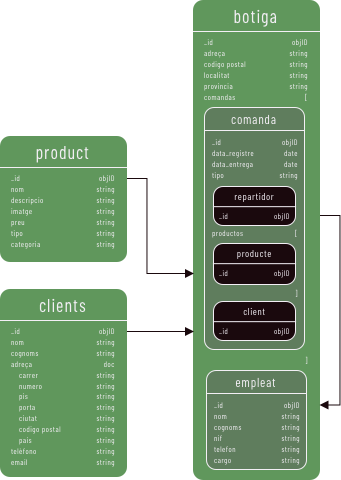 botiga
_id objID
adreça string
codigo postal string
localitat string
provincia string
comandas [
comanda
_id objID
data_registre date
data_entrega date
tipo string
repartidor
_id objID
productos [
producte
_id objID
]
client
_id objID
]
empleat
_id objID
nom string
cognoms string
nif string
telefon string
cargo string
product
_id objID
nom string
descripcio string
imatge string
preu string
tipo string
categoria string
clients
_id objID
nom string
cognoms string
adreça doc
carrer string
numero string
pis string
porta string
ciutat string
codigo postal string
pais string
teléfono string
email string